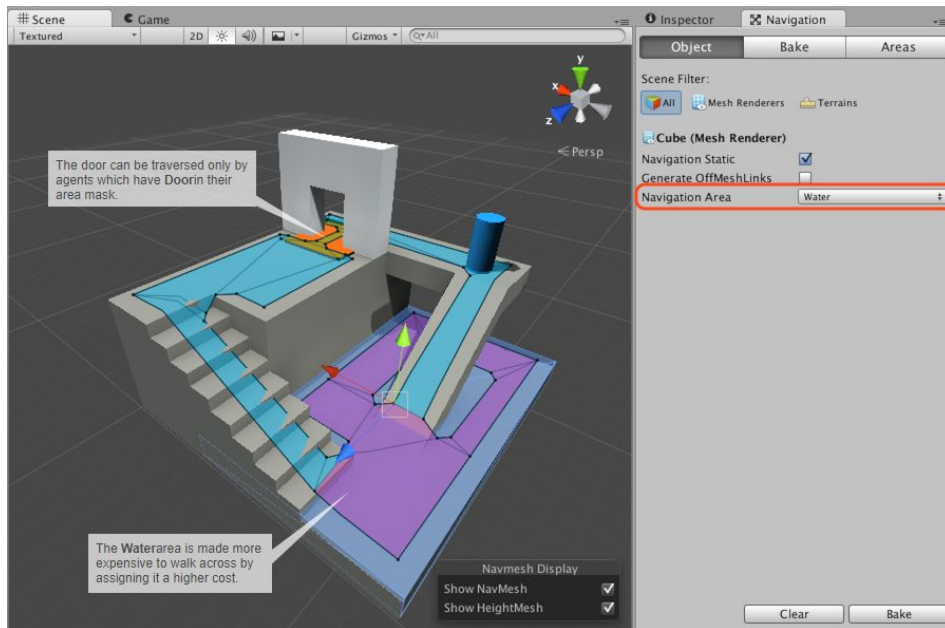 Scene
Game
Textured
2D
Gizmos
All
y
x
z
Persp
The door can be traversed only by
agents which have Doorin their
area mask.
The Waterarea is made more
expensive to walk across by
assigning it a higher cost.
Navmesh Display
Show NavMesh
Show HeightMesh
Inspector
Navigation
Object
Bake
Areas
Scene Filter:
All
Mesh Renderers
Terrains
Cube (Mesh Renderer)
Navigation Static
Generate OffMeshLinks
Navigation Area
Water
Clear
Bake